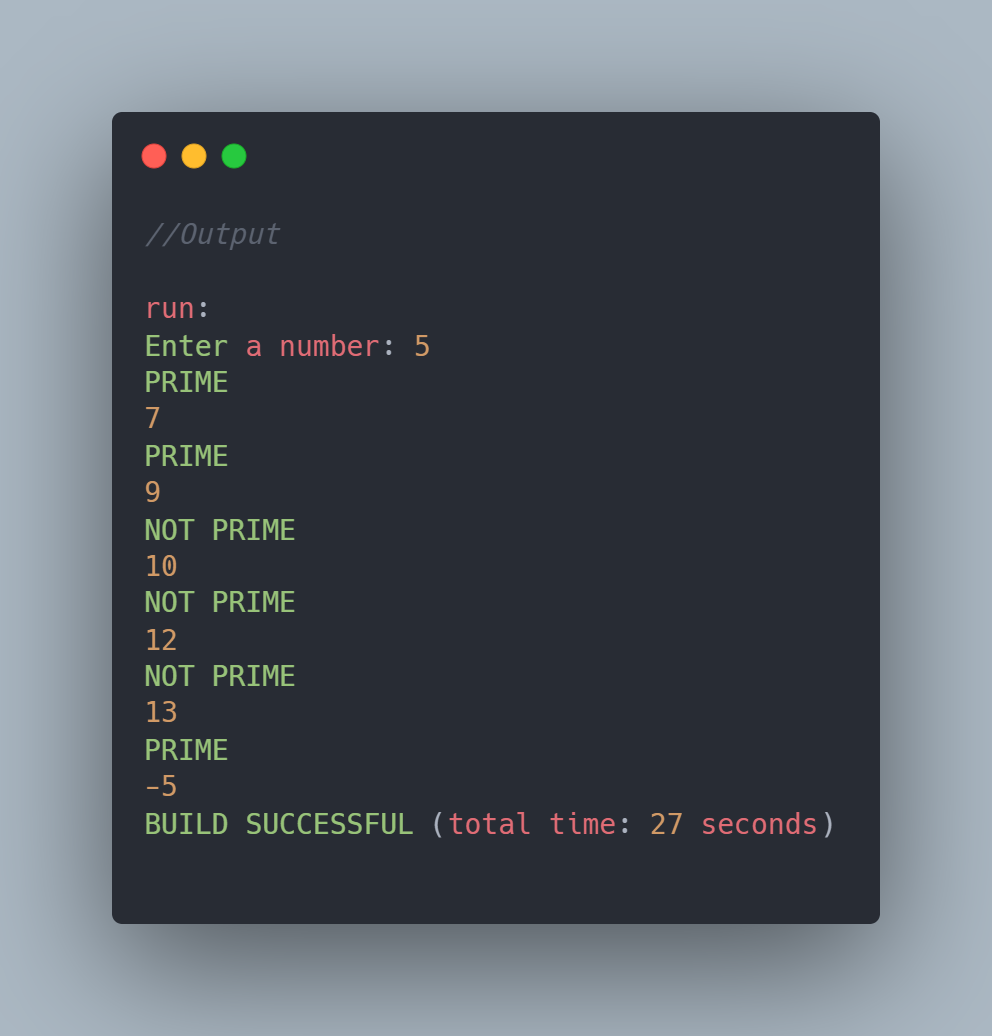 //Output
run:
Enter a number: 5
PRIME
7
PRIME
9
NOT PRIME
10
NOT PRIME
12
NOT PRIME
13
PRIME
-5
BUILD SUCCESSFUL (total time: 27 seconds)